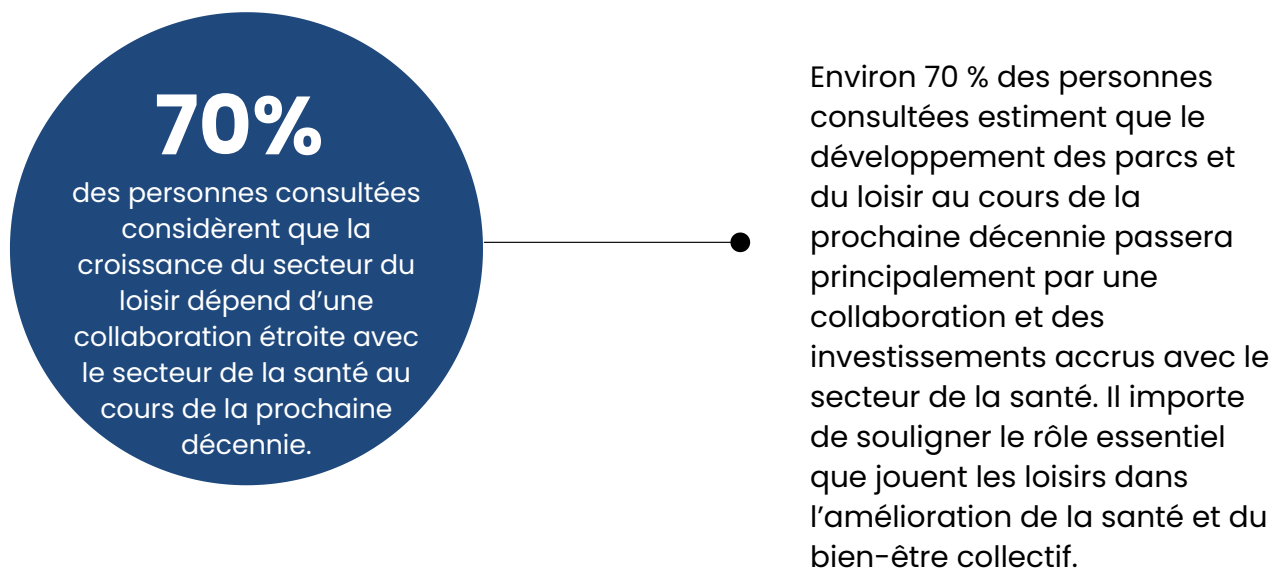 70%
des personnes consultées
considèrent que la
croissance du secteur du
loisir dépend d’une
collaboration étroite avec
le secteur de la santé au
cours de la prochaine
décennie.
Environ 70 % des personnes
consultées estiment que le
développement des parcs et
du loisir au cours de la
prochaine décennie passera
principalement par une
collaboration et des
investissements accrus avec le
secteur de la santé. Il importe
de souligner le rôle essentiel
que jouent les loisirs dans
l’amélioration de la santé et du
bien-être collectif.